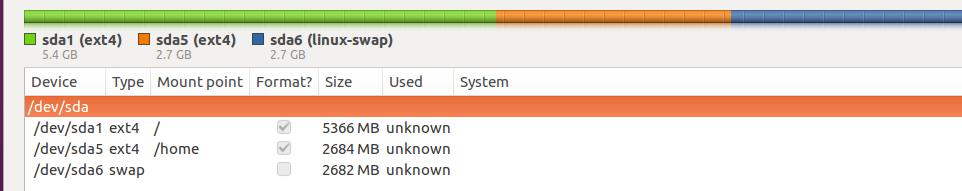 sda1 (ext4) sda5 (ext4) sda6 (linux-swap)
5.4 GB 2.7 GB 2.7 GB
Device Type Mount point Format? Size Used System
/dev/sda
/dev/sda1 ext4 / 5366 MB unknown
/dev/sda5 ext4 /home 2684 MB unknown
/dev/sda6 swap 2682 MB unknown